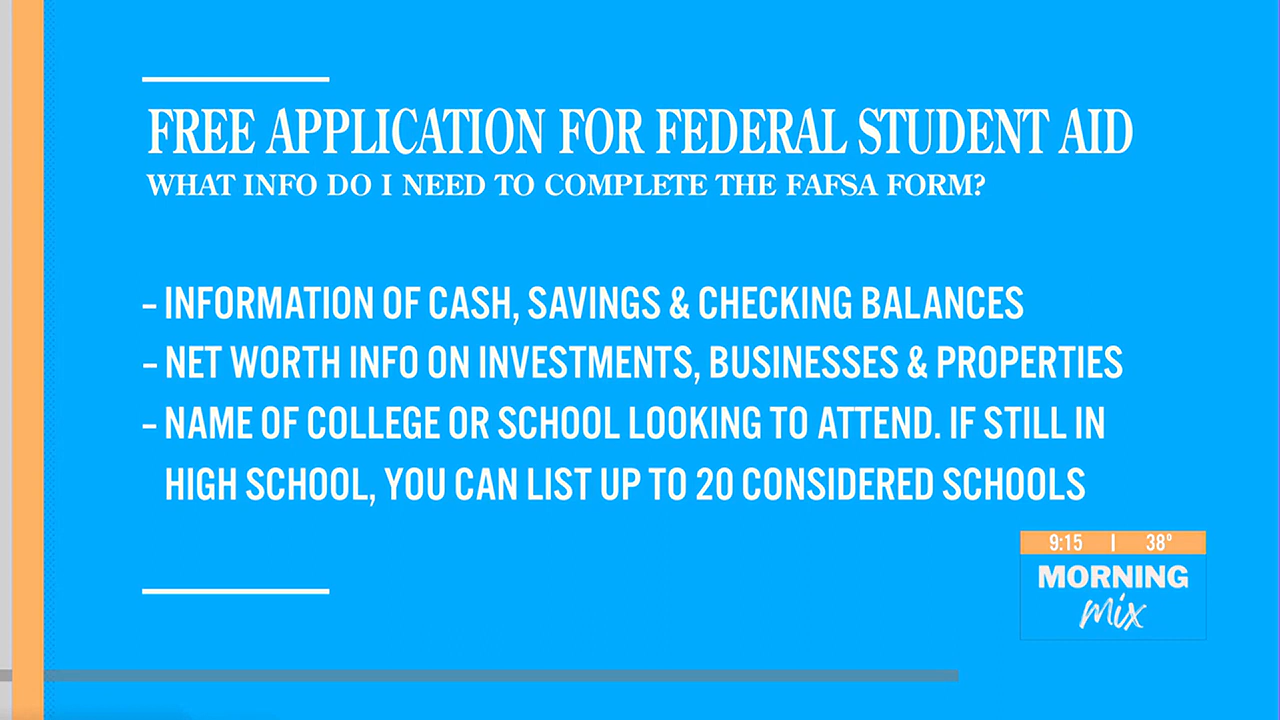 FREE APPLICATION FOR FEDERAL STUDENT AID
WHAT INFO DO I NEED TO COMPLETE THE FAFSA FORM?
– INFORMATION OF CASH, SAVINGS & CHECKING BALANCES
– NET WORTH INFO ON INVESTMENTS, BUSINESSES & PROPERTIES
– NAME OF COLLEGE OR SCHOOL LOOKING TO ATTEND. IF STILL IN
HIGH SCHOOL, YOU CAN LIST UP TO 20 CONSIDERED SCHOOLS
9:15 | 38º
MORNING
mix